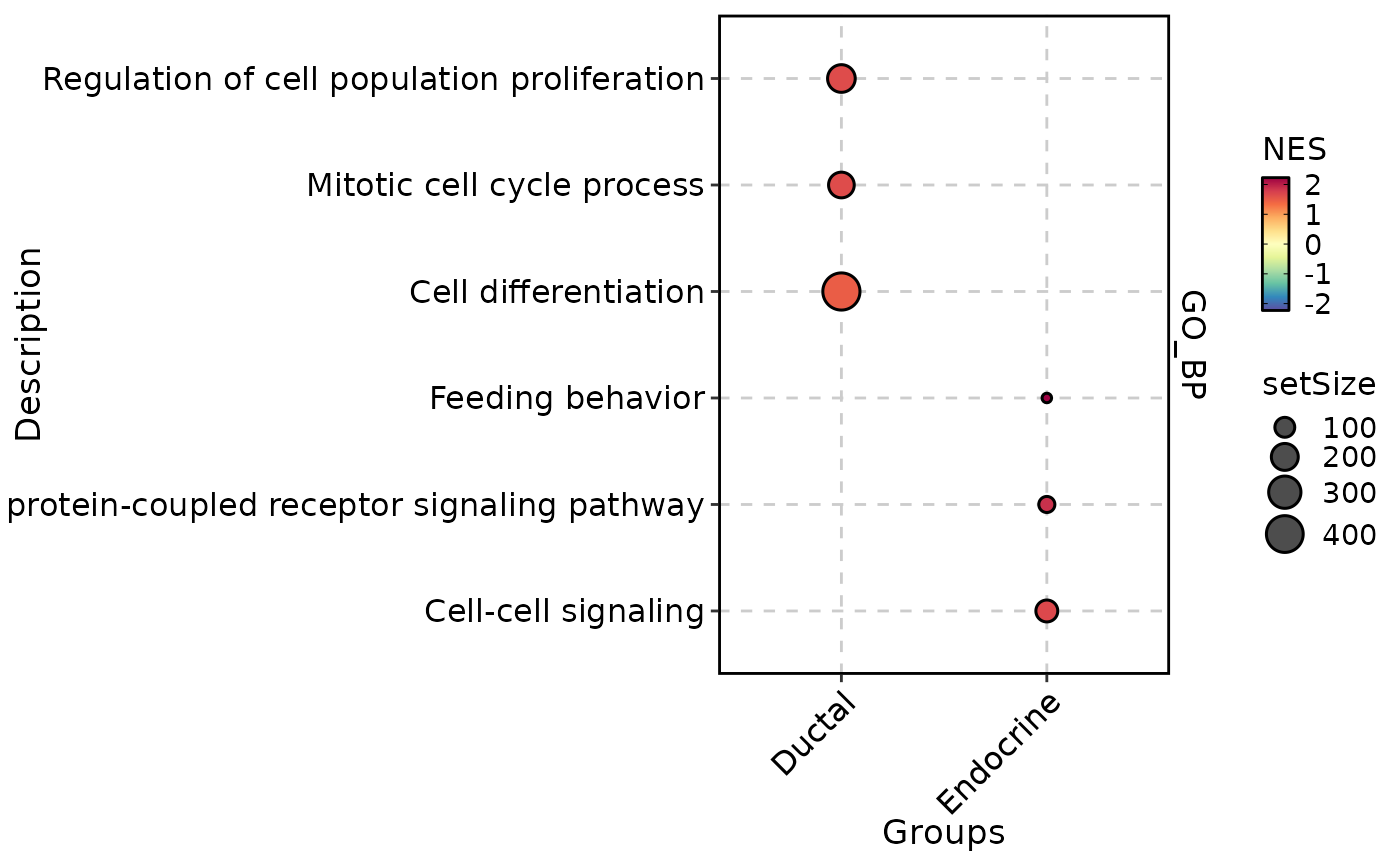 Regulation of cell population proliferation
Mitotic cell cycle process
Cell differentiation
Feeding behavior
protein-coupled receptor signaling pathway
Cell-cell signaling
Description
Ductal
Endocrine
Groups
GO_BP
NES
2
1
0
-1
-2
setSize
100
200
300
400